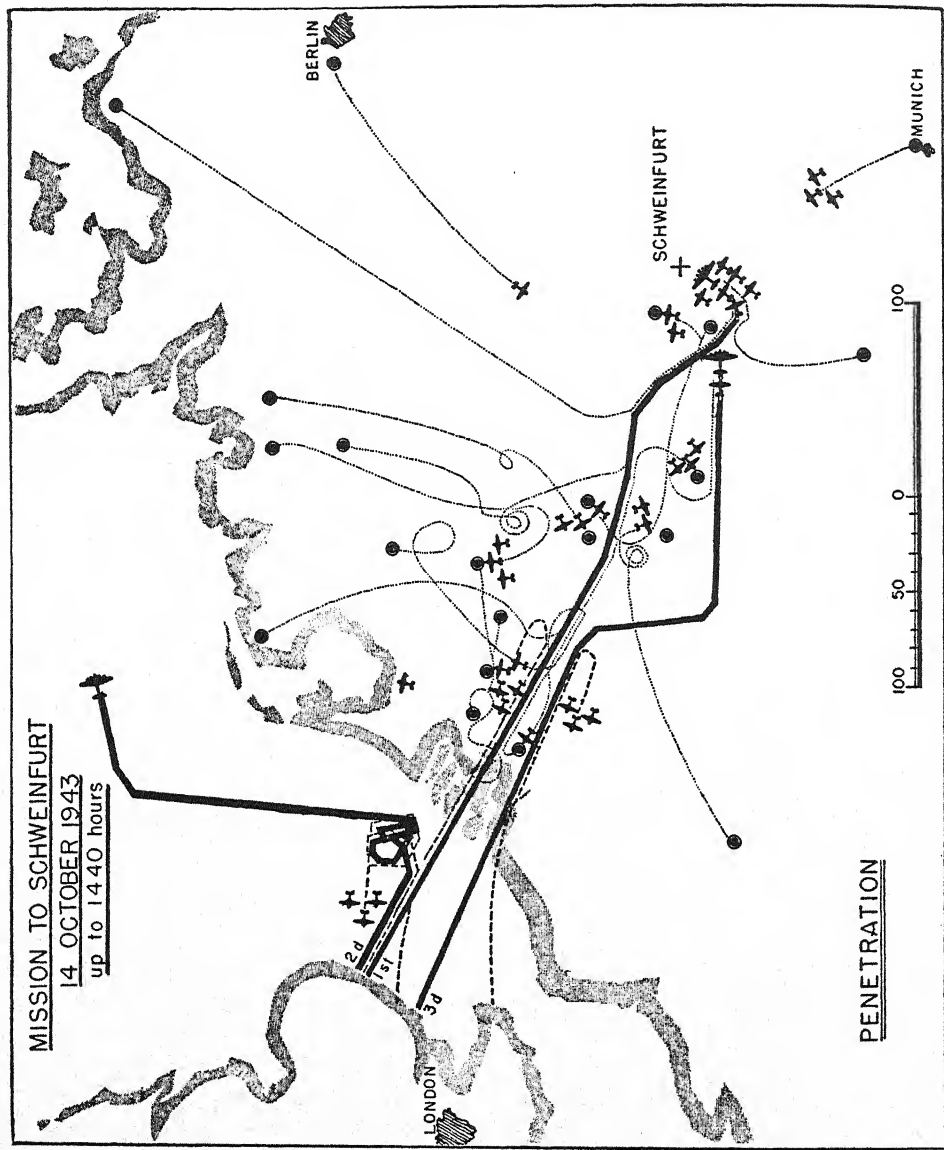 MISSION TO SCHWEINFURT
14 OCTOBER 1943
up to 1440 hours
BERLIN
SCHWEINFURT
MUNICH
2d
1st
3d
LONDON
100 50 0 100
PENETRATION